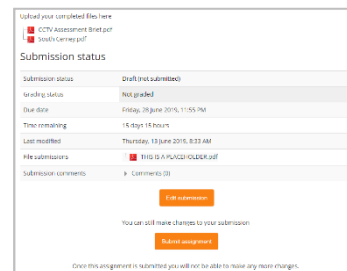 Upload your completed files here
CCTV Assessment Brief.pdf
South Carney.pdf
Submission status
Submission status Draft (not submitted)
Grading status Not graded
Due date Friday, 28 June 2019, 11:55 PM
Time remaining 15 days 15 hours
Last modified Thursday, 13 June 2019, 8:33 AM
File submissions THIS IS A PLACEHOLDER.pdf
Submission comments Comments (0)
Edit submission
You can still make changes to your submission
Submit assignment
Once this assignment is submitted you will not be able to make any more changes.